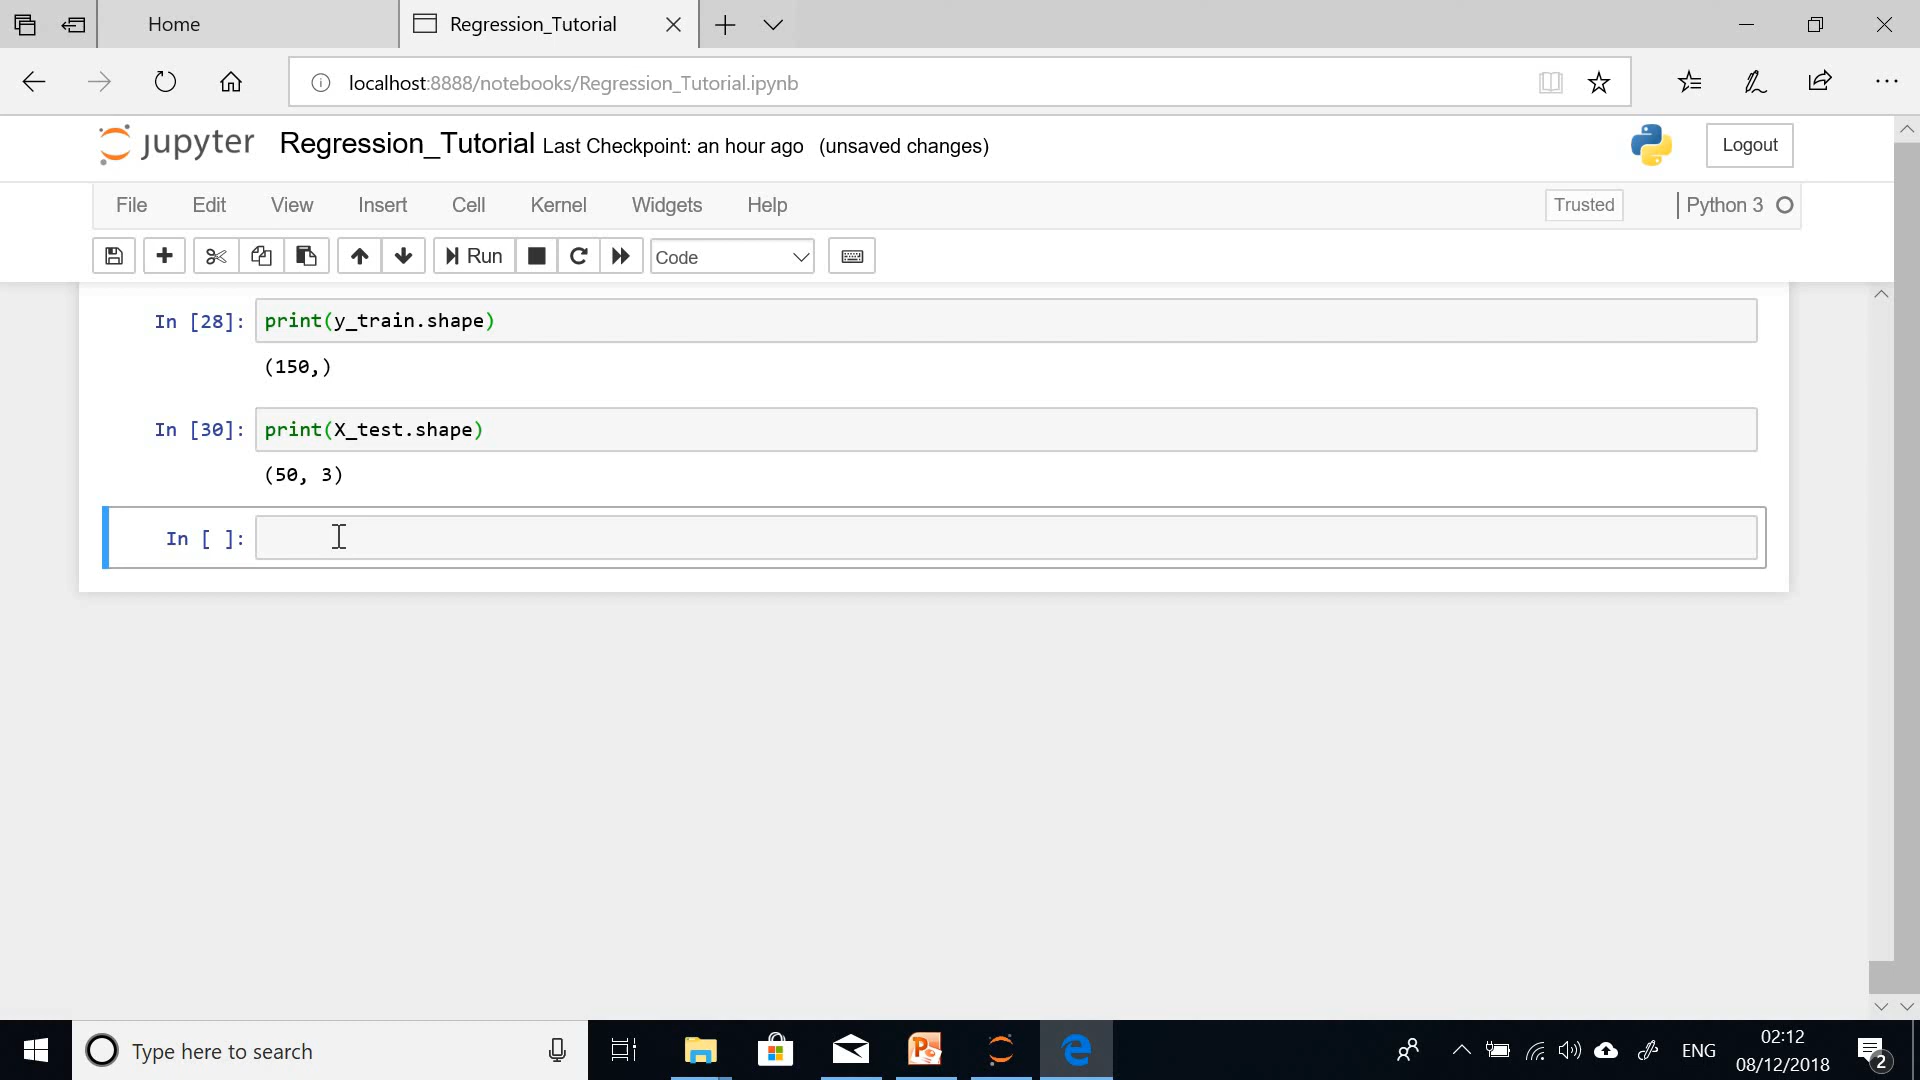 Home
Regression_Tutorial
localhost:8888/notebooks/Regression_Tutorial.ipynb
jupyter Regression_Tutorial Last Checkpoint: an hour ago (unsaved changes)
Logout
File Edit View Insert Cell Kernel Widgets Help
Trusted
Python 3
Run
Code
In [28]: print(y_train.shape)
(150,)
In [30]: print(X_test.shape)
(50, 3)
In [ ]:
Type here to search
ENG
02:12
08/12/2018
2